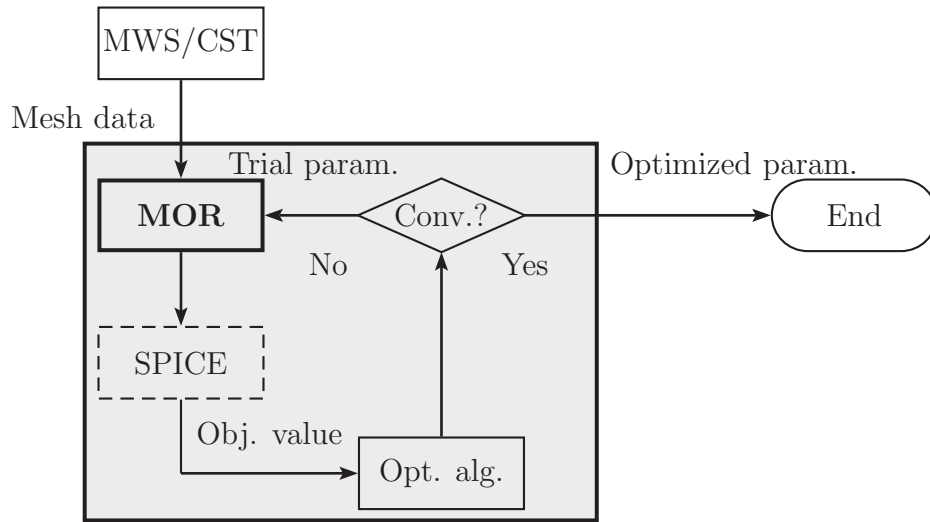 MWS/CST
Mesh data
Trial param.
Optimized param.
MOR
Conv.?
End
No
Yes
SPICE
Obj. value
Opt. alg.